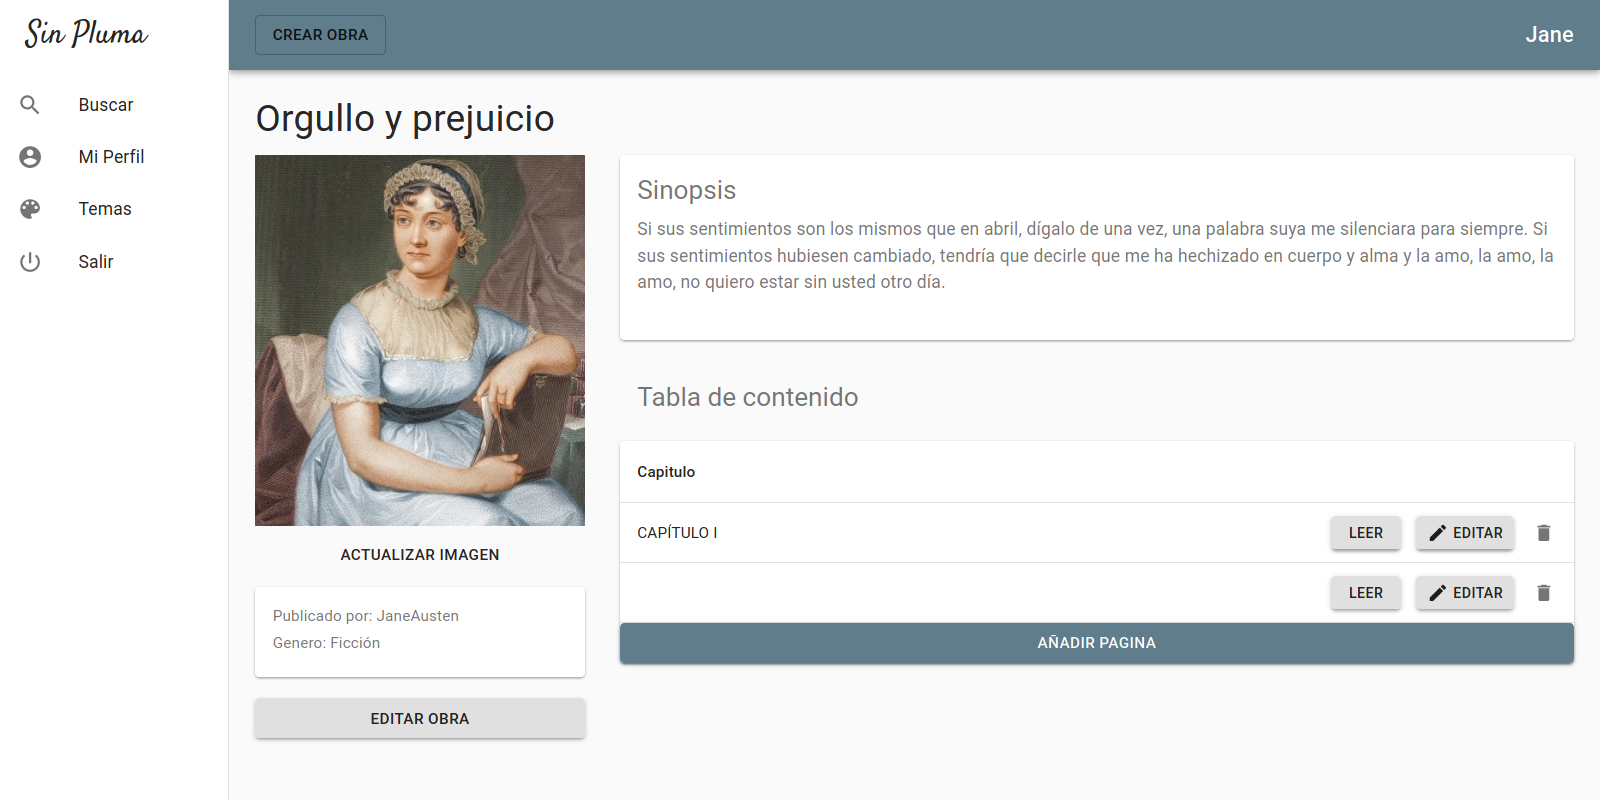 Sin Pluma
CREAR OBRA
Jane
Buscar
Mi Perfil
Temas
Salir
Orgullo y prejuicio
ACTUALIZAR IMAGEN
Publicado por: JaneAusten
Genero: Ficción
EDITAR OBRA
Sinopsis
Si sus sentimientos son los mismos que en abril, dígalo de una vez, una palabra suya me silenciara para siempre. Si
sus sentimientos hubiesen cambiado, tendría que decirle que me ha hechizado en cuerpo y alma y la amo, la amo, la
amo, no quiero estar sin usted otro día.
Tabla de contenido
Capitulo
CAPÍTULO I LEER EDITAR
LEER EDITAR
AÑADIR PAGINA